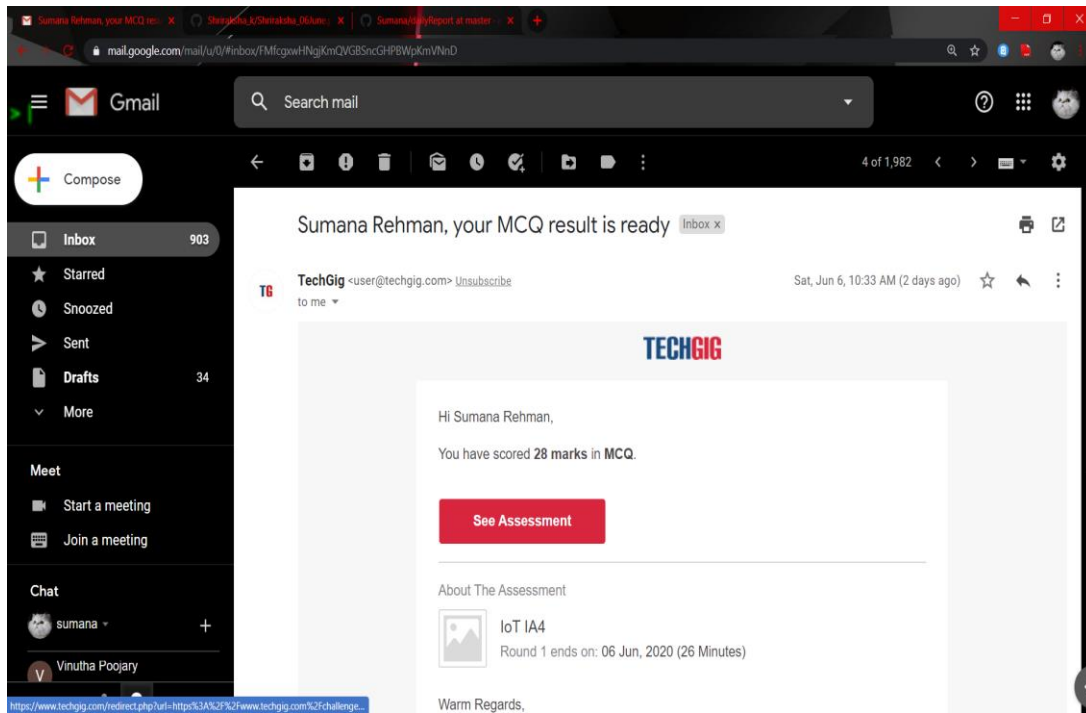 Sumana Rehman, your MCQ res
Shriraksha_k/Shriraksha_06June
Sumana/dailyReport at master
mail.google.com/mail/u/0/#inbox/FMfcgxwHNgjKmQVGBSncGHPBWpKmVNnD
Gmail
Search mail
Compose
4 of 1,982
Inbox 903
Starred
Snoozed
Sent
Drafts 34
More
Meet
Start a meeting
Join a meeting
Chat
sumana
Vinutha Poojary
V
https://www.techgig.com/redirect.php?url=https%3A%2F%2Fwww.techgig.com%2Fchallenge...
Sumana Rehman, your MCQ result is ready Inbox x
TG
TechGig <user@techgig.com> Unsubscribe
Sat, Jun 6, 10:33 AM (2 days ago)
to me
TECHGIG
Hi Sumana Rehman,
You have scored 28 marks in MCQ.
See Assessment
About The Assessment
IoT IA4
Round 1 ends on: 06 Jun, 2020 (26 Minutes)
Warm Regards,